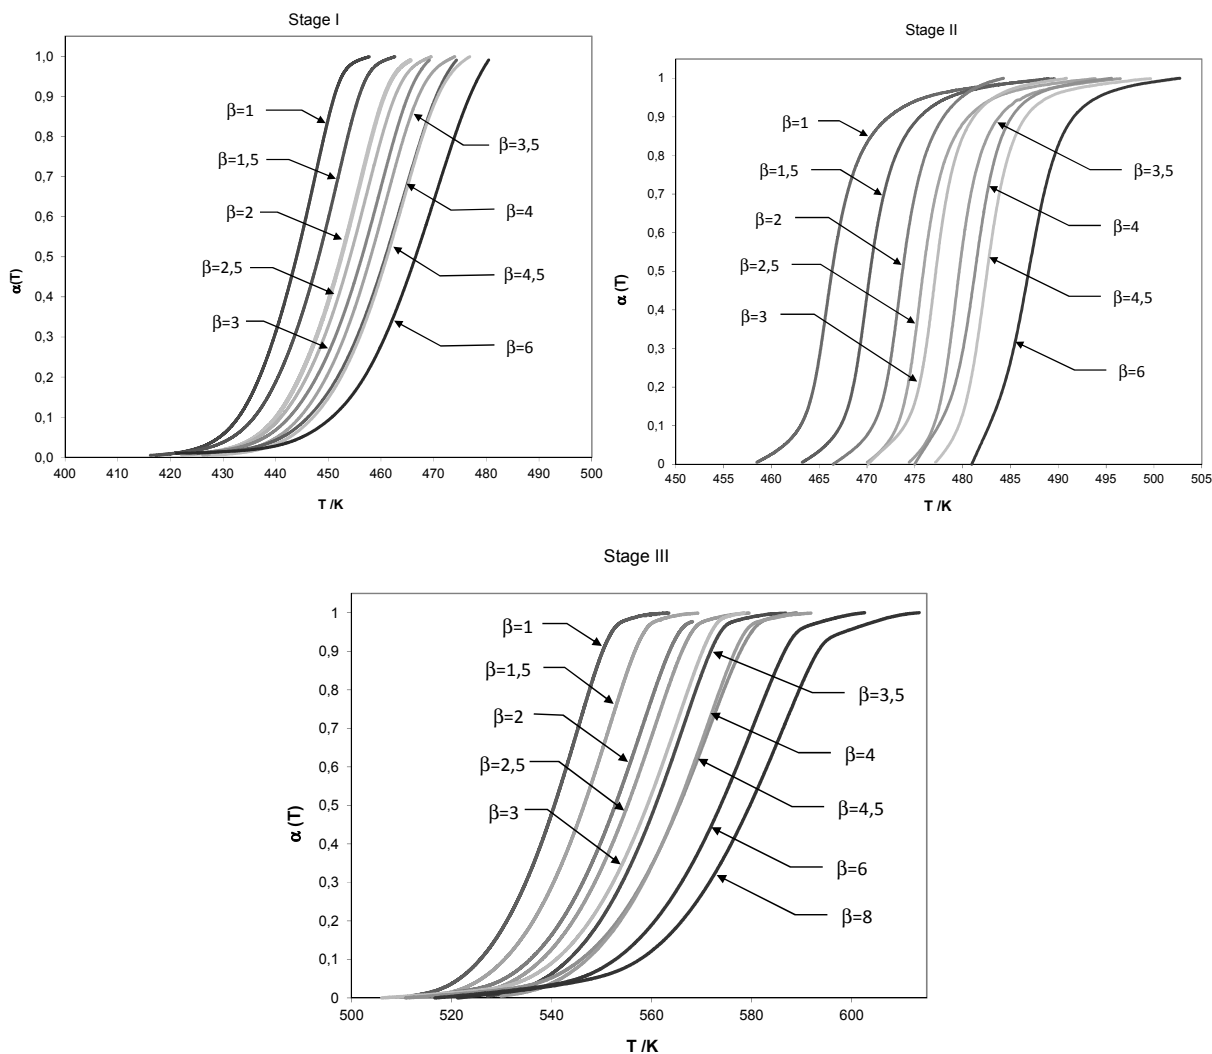 Stage I
1,0
0,9
0,8
0,7
0,6
0,5
0,4
0,3
0,2
0,1
0,0
α(T)
400
410
420
430
440
450
460
470
480
490
500
T /K
β=1
β=1,5
β=2
β=2,5
β=3
β=3,5
β=4
β=4,5
β=6
Stage II
1
0,9
0,8
0,7
0,6
0,5
0,4
0,3
0,2
0,1
0
α (T)
450
455
460
465
470
475
480
485
490
495
500
505
T /K
β=1
β=1,5
β=2
β=2,5
β=3
β=3,5
β=4
β=4,5
β=6
Stage III
1
0,9
0,8
0,7
0,6
0,5
0,4
0,3
0,2
0,1
0
α (T)
500
520
540
560
580
600
T /K
β=1
β=1,5
β=2
β=2,5
β=3
β=3,5
β=4
β=4,5
β=6
β=8